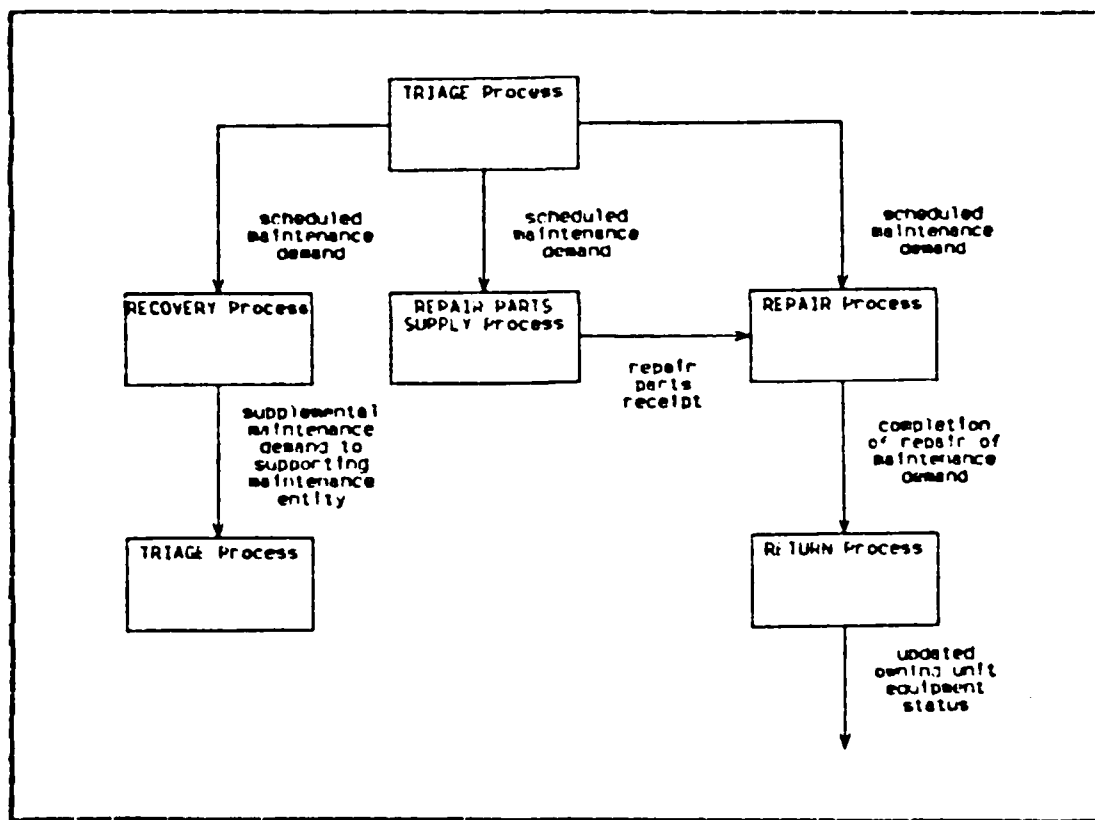 TRIAGE Process
scheduled
maintenance
demand
scheduled
maintenance
demand
scheduled
maintenance
demand
RECOVERY Process
REPAIR PARTS
SUPPLY Process
REPAIR Process
repair
parts
receipt
supplemental
maintenance
demand to
supporting
maintenance
entity
completion
of repair of
maintenance
demand
TRIAGE Process
RETURN Process
updated
owning unit
equipment
status